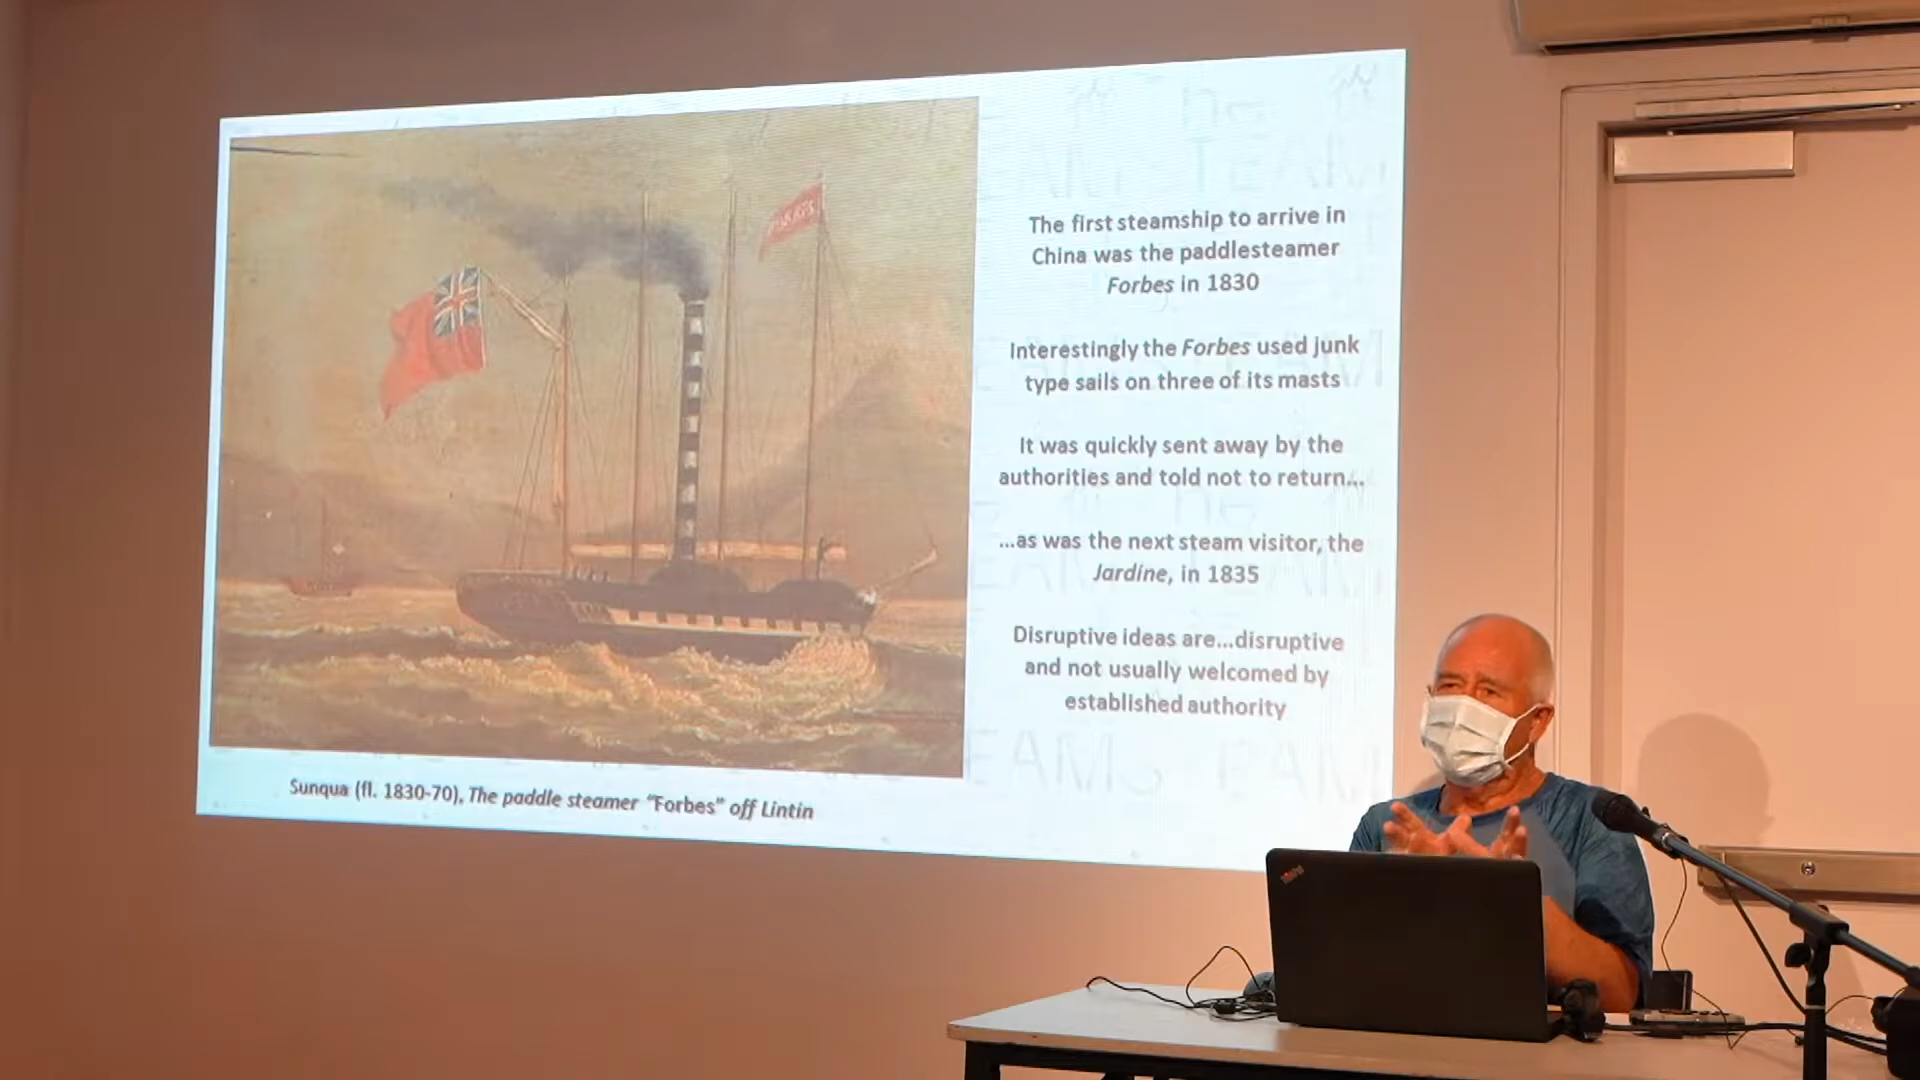 The first steamship to arrive in
China was the paddlesteamer
Forbes in 1830
Interestingly the Forbes used junk
type sails on three of its masts
It was quickly sent away by the
authorities and told not to return...
...as was the next steam visitor, the
Jardine, in 1835
Disruptive ideas are...disruptive
and not usually welcomed by
established authority
Sunqua (fl. 1830-70), The paddle steamer "Forbes" off Lintin
FORBES
ThinkPad